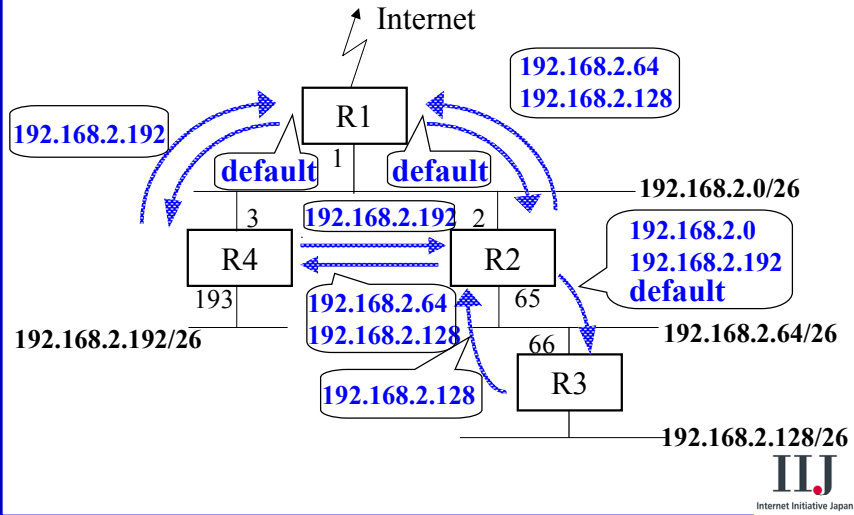 Internet
192.168.2.64
192.168.2.128
R1
192.168.2.192
default
1
default
192.168.2.0/26
3
192.168.2.192
2
192.168.2.0
192.168.2.192
default
R4
R2
193
192.168.2.64
192.168.2.128
65
192.168.2.192/26
66
192.168.2.64/26
192.168.2.128
R3
192.168.2.128/26
IIJ
Internet Initiative Japan